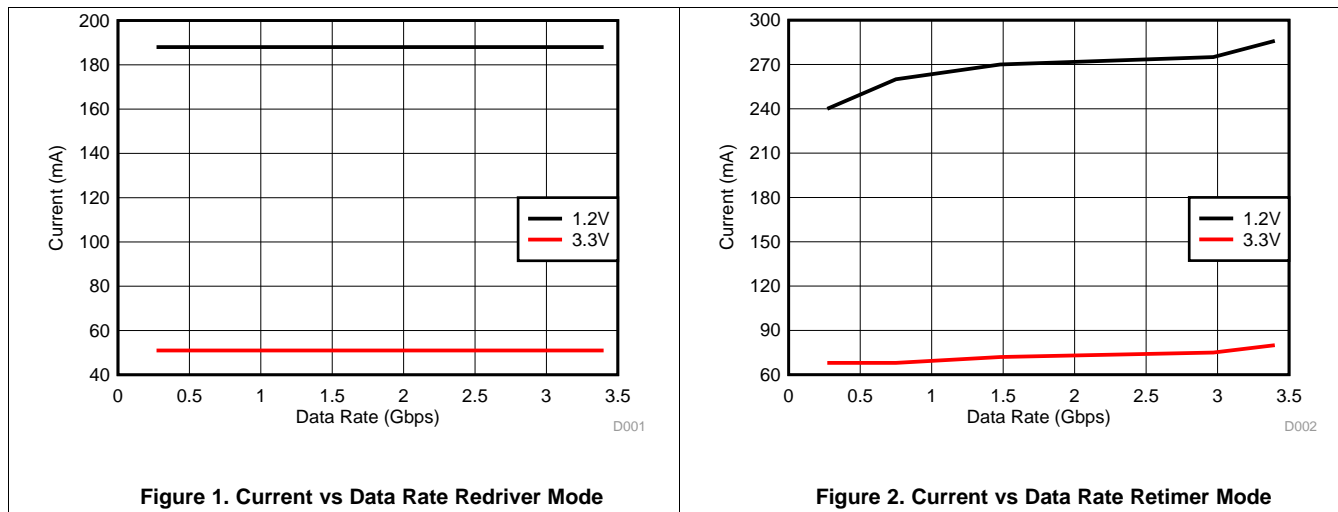 200
180
160
140
120
100
80
60
40
Current (mA)
1.2V
3.3V
0 0.5 1 1.5 2 2.5 3 3.5
Data Rate (Gbps)
D001
Figure 1. Current vs Data Rate Redriver Mode
300
270
240
210
180
150
120
90
60
Current (mA)
1.2V
3.3V
0 0.5 1 1.5 2 2.5 3 3.5
Data Rate (Gbps)
D002
Figure 2. Current vs Data Rate Retimer Mode